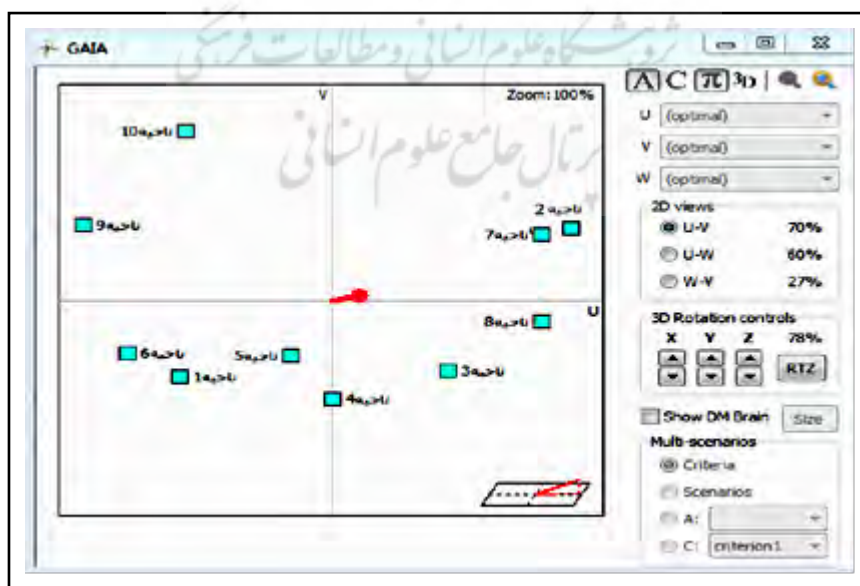 پژوهشگاه علوم انسانی و مطالعات فرهنگی
پرتال جامع علوم انسانی
GAIA
V
Zoom: 100%
ناحیه10
ناحیه9
ناحیه 2
ناحیه7
U
ناحیه8
ناحیه6
ناحیه5
ناحیه1
ناحیه3
ناحیه4
A C π 3D
U (optimal)
V (optimal)
W (optimal)
2D views
U-V 70%
U-W 60%
W-V 27%
3D Rotation controls
X Y Z 78%
RTZ
Show DM Brain Size
Multi-scenarios
Criteria
Scenarios
A:
C: criterion1